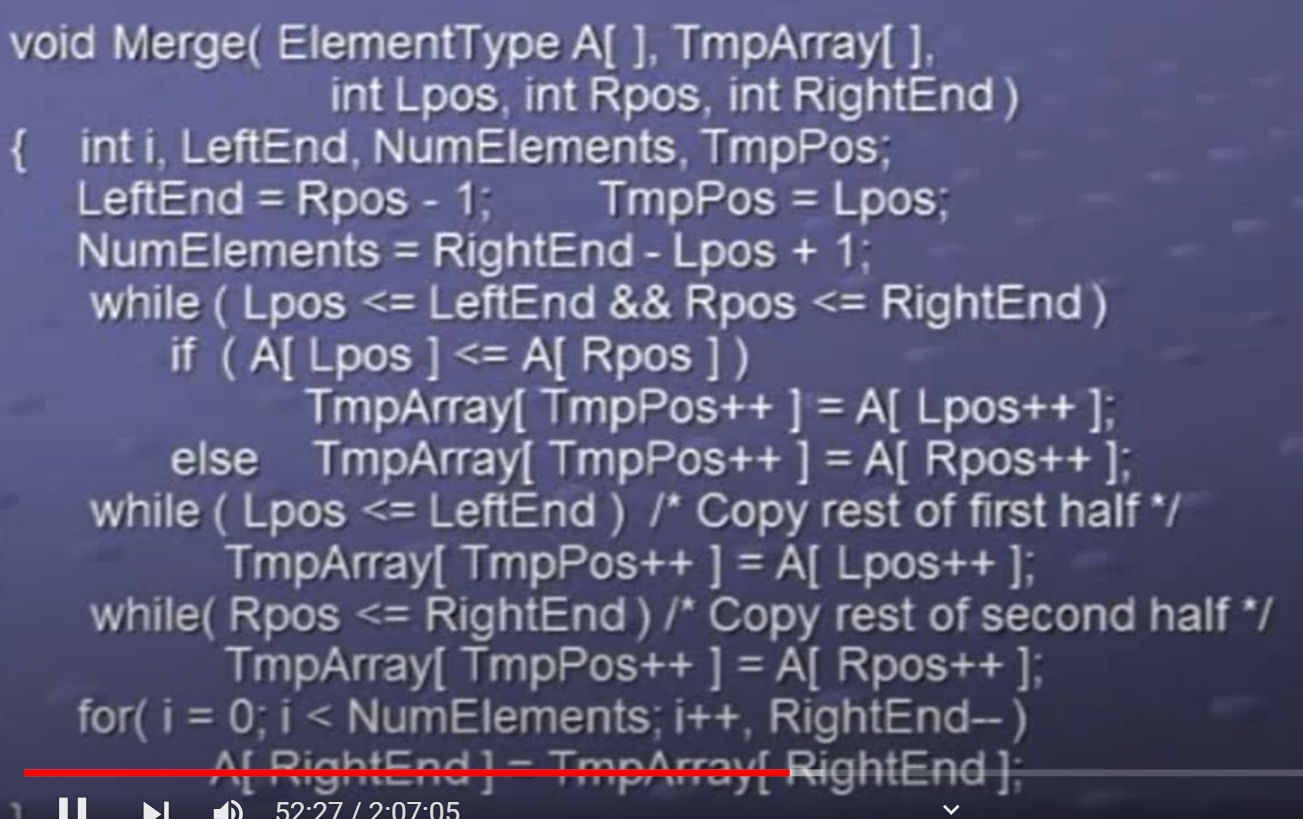 void Merge( ElementType A[ ], TmpArray[ ],
int Lpos, int Rpos, int RightEnd )
{ int i, LeftEnd, NumElements, TmpPos;
LeftEnd = Rpos - 1; TmpPos = Lpos;
NumElements = RightEnd - Lpos + 1;
while ( Lpos <= LeftEnd && Rpos <= RightEnd )
if ( A[ Lpos ] <= A[ Rpos ] )
TmpArray[ TmpPos++ ] = A[ Lpos++ ];
else TmpArray[ TmpPos++ ] = A[ Rpos++ ];
while ( Lpos <= LeftEnd ) /* Copy rest of first half */
TmpArray[ TmpPos++ ] = A[ Lpos++ ];
while( Rpos <= RightEnd ) /* Copy rest of second half */
TmpArray[ TmpPos++ ] = A[ Rpos++ ];
for( i = 0; i < NumElements; i++, RightEnd-- )
A[ RightEnd ] = TmpArray[ RightEnd ];
}
52:27 / 2:07:05